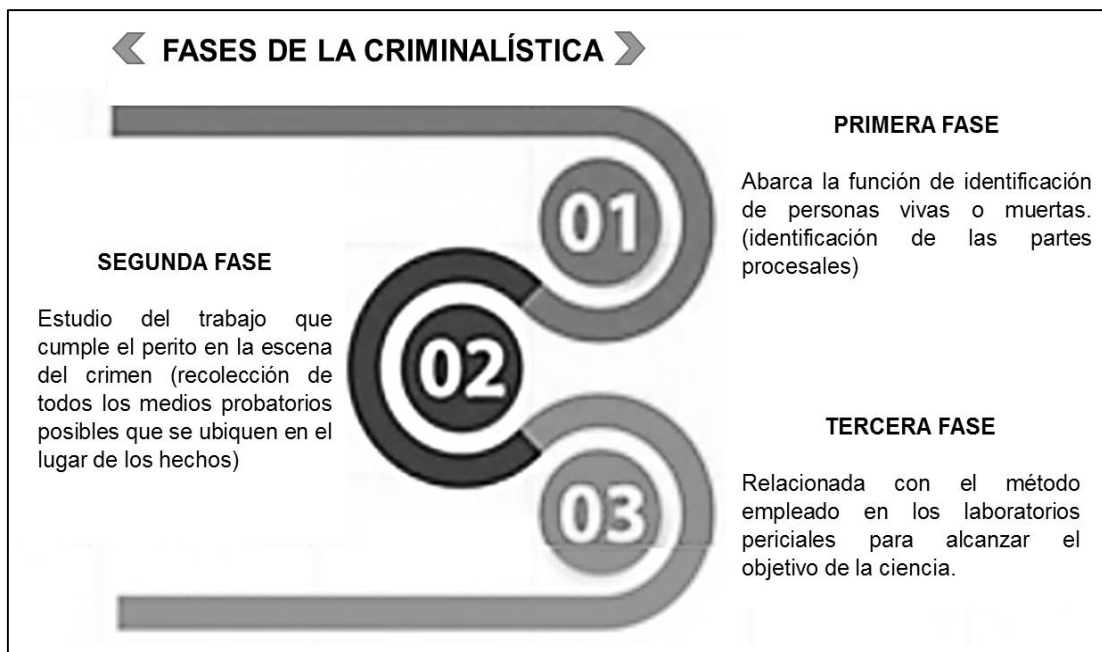 FASES DE LA CRIMINALÍSTICA
01
PRIMERA FASE
Abarca la función de identificación
de personas vivas o muertas.
(identificación de las partes
procesales)
SEGUNDA FASE
Estudio del trabajo que
cumple el perito en la escena
del crimen (recolección de
todos los medios probatorios
posibles que se ubiquen en el
lugar de los hechos)
02
03
TERCERA FASE
Relacionada con el método
empleado en los laboratorios
periciales para alcanzar el
objetivo de la ciencia.